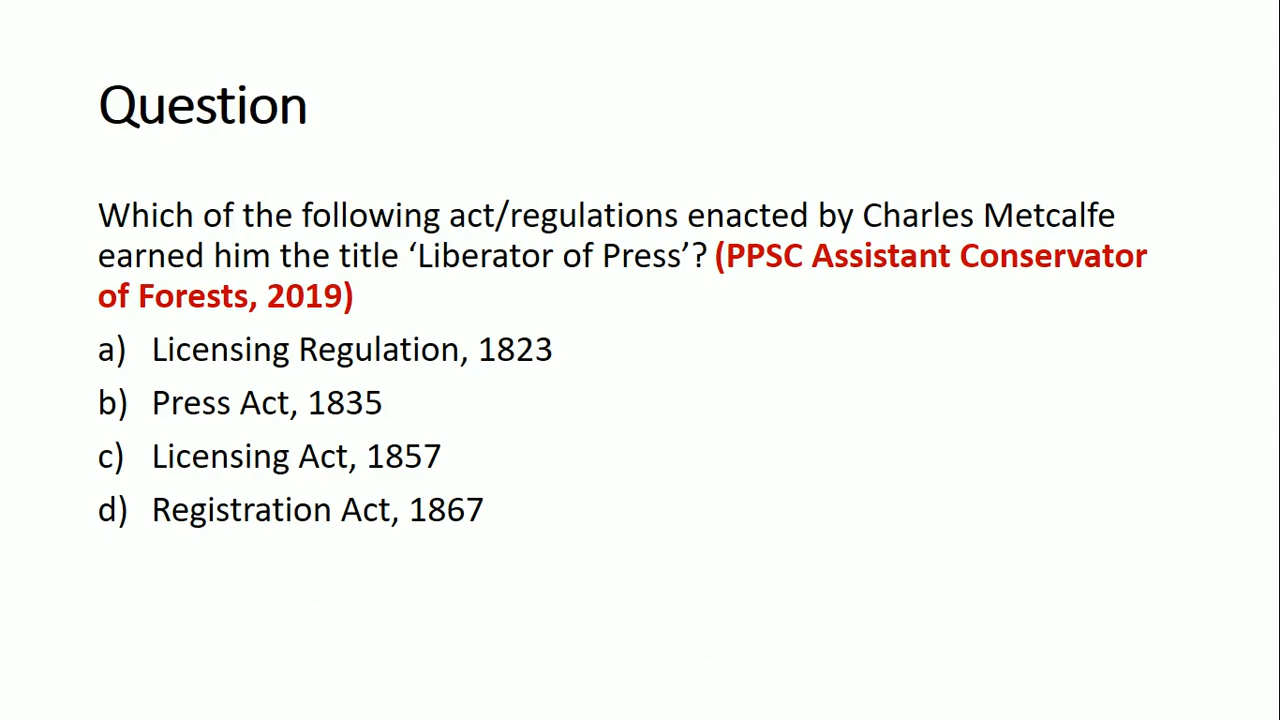 Question
Which of the following act/regulations enacted by Charles Metcalfe
earned him the title ‘Liberator of Press’? (PPSC Assistant Conservator
of Forests, 2019)
a) Licensing Regulation, 1823
b) Press Act, 1835
c) Licensing Act, 1857
d) Registration Act, 1867